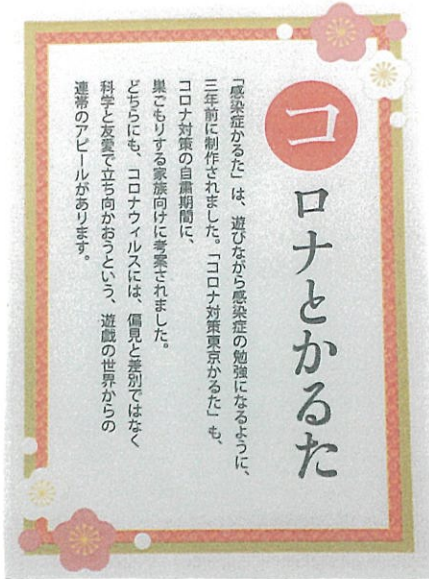 コロナとかるた
「感染症かるた」は、遊びながら感染症の勉強になるように、
三年前に制作されました。「コロナ対策東京かるた」も、
コロナ対策の自粛期間に、
巣ごもりする家族向けに考案されました。
どちらにも、コロナウィルスには、偏見と差別ではなく
科学と友愛で立ち向かおうという、遊戯の世界からの
連帯のアピールがあります。